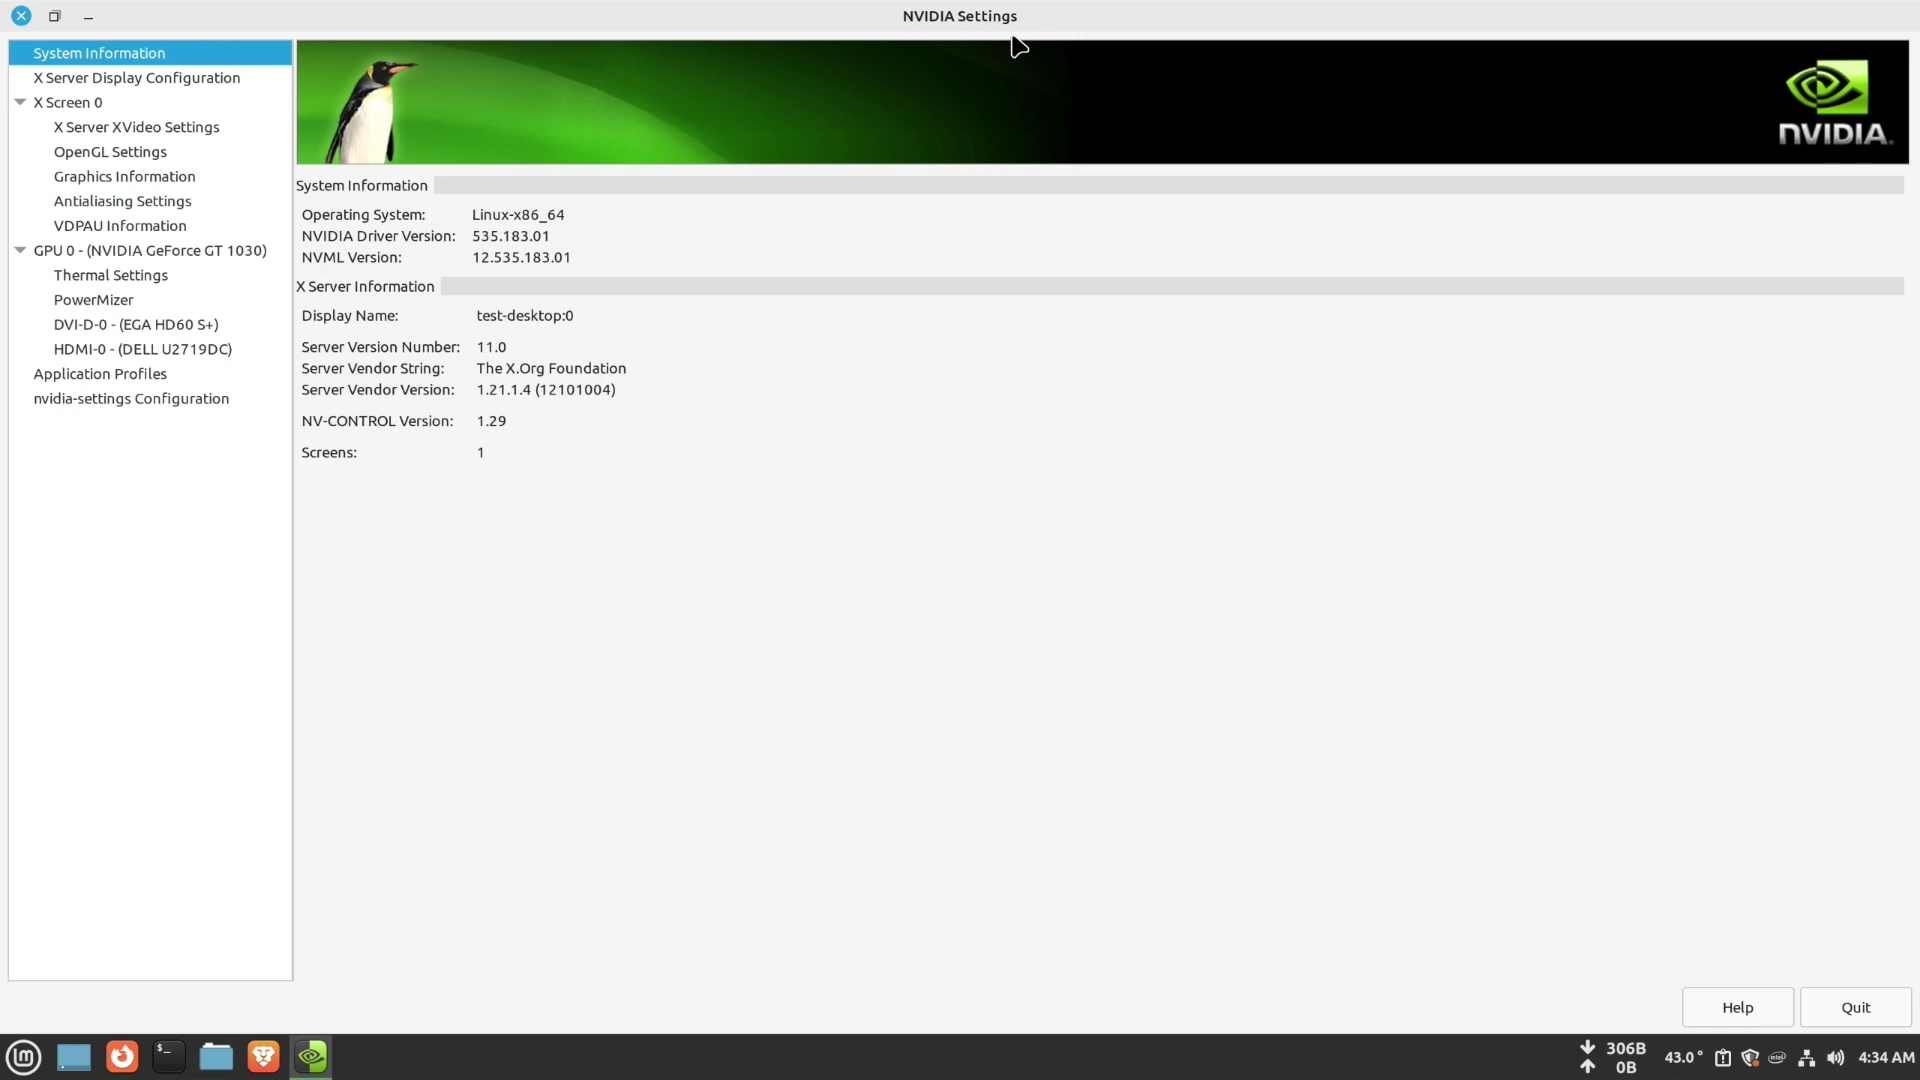 NVIDIA Settings
System Information
X Server Display Configuration
X Screen 0
X Server XVideo Settings
OpenGL Settings
Graphics Information
Antialiasing Settings
VDPAU Information
GPU 0 - (NVIDIA GeForce GT 1030)
Thermal Settings
PowerMizer
DVI-D-0 - (EGA HD60 S+)
HDMI-0 - (DELL U2719DC)
Application Profiles
nvidia-settings Configuration
NVIDIA.
System Information
Operating System: Linux-x86_64
NVIDIA Driver Version: 535.183.01
NVML Version: 12.535.183.01
X Server Information
Display Name: test-desktop:0
Server Version Number: 11.0
Server Vendor String: The X.Org Foundation
Server Vendor Version: 1.21.1.4 (12101004)
NV-CONTROL Version: 1.29
Screens: 1
Help Quit
306B
0B
43.0°
intel
4:34 AM